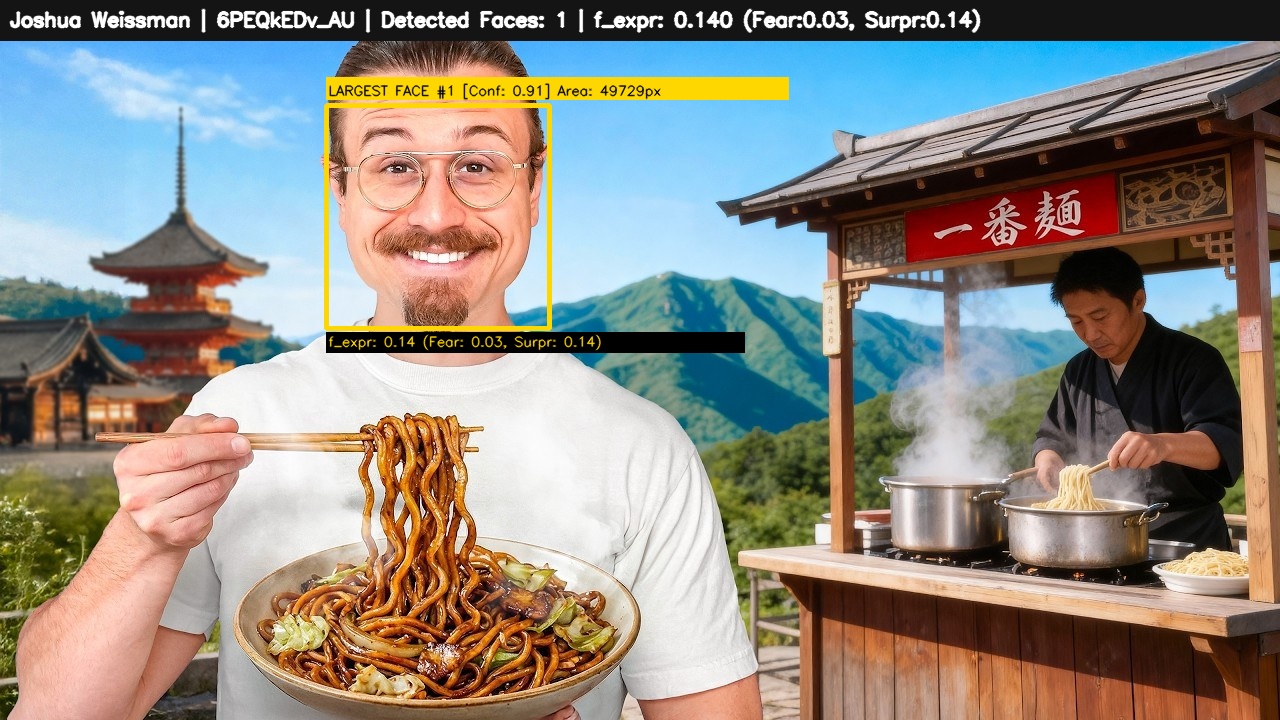 Joshua Weissman | 6PEQkEDv_AU | Detected Faces: 1 | f_expr: 0.140 (Fear:0.03, Surpr:0.14)
LARGEST FACE #1 [Conf: 0.91] Area: 49729px
f_expr: 0.14 (Fear: 0.03, Surpr: 0.14)
一番麺